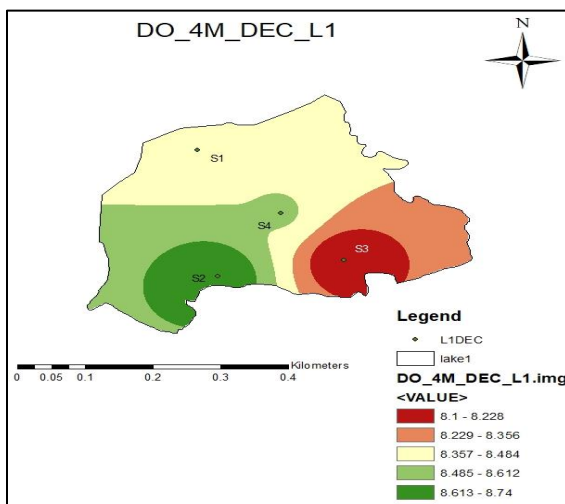 DO_4M_DEC_L1
N
S1
S4
S3
S2
Legend
L1DEC
lake1
DO_4M_DEC_L1.img
<VALUE>
8.1 - 8.228
8.229 - 8.356
8.357 - 8.484
8.485 - 8.612
8.613 - 8.74
Kilometers
0 0.05 0.1 0.2 0.3 0.4